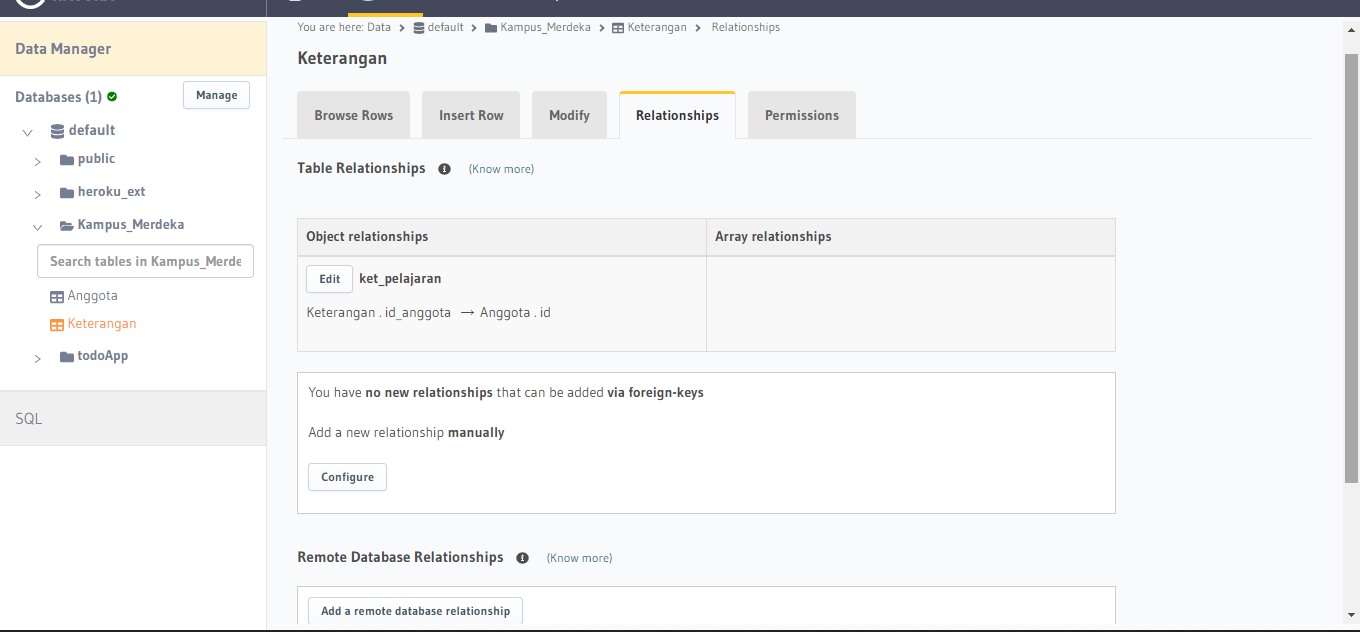 You are here: Data > default > Kampus_Merdeka > Keterangan > Relationships
Data Manager
Databases (1)
Manage
default
public
heroku_ext
Kampus_Merdeka
Search tables in Kampus_Merde
Anggota
Keterangan
todoApp
SQL
Keterangan
Browse Rows
Insert Row
Modify
Relationships
Permissions
Table Relationships (Know more)
Object relationships
Array relationships
Edit ket_pelajaran
Keterangan . id_anggota → Anggota . id
You have no new relationships that can be added via foreign-keys
Add a new relationship manually
Configure
Remote Database Relationships (Know more)
Add a remote database relationship